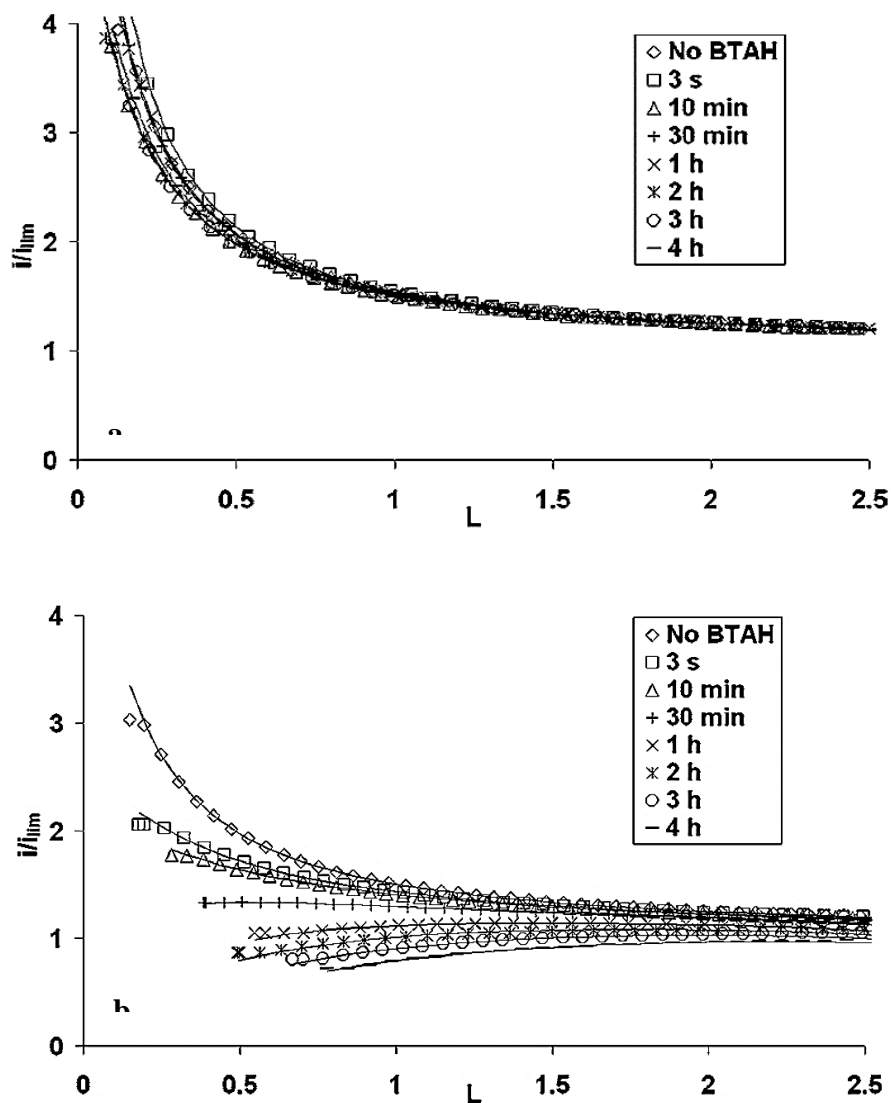 4
3
2
1
0
i/ilim
0
0.5
1
1.5
2
2.5
L
No BTAH
3 s
10 min
30 min
1 h
2 h
3 h
4 h
a
4
3
2
1
0
i/ilim
0
0.5
1
1.5
2
2.5
L
No BTAH
3 s
10 min
30 min
1 h
2 h
3 h
4 h
b